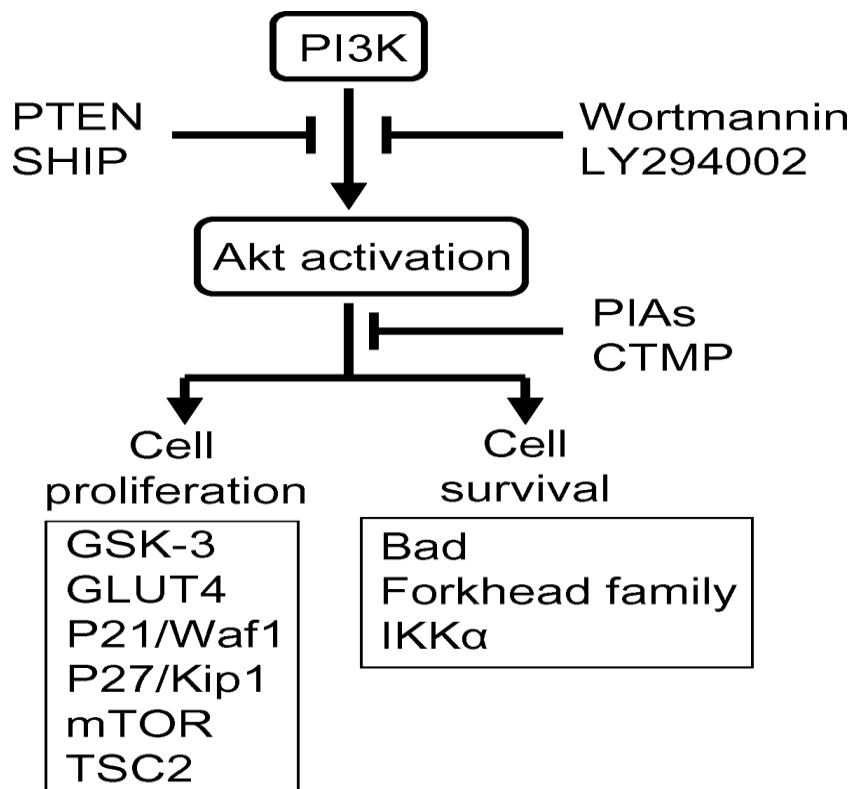 PI3K
PTEN
SHIP
Wortmannin
LY294002
Akt activation
PIAs
CTMP
Cell
proliferation
GSK-3
GLUT4
P21/Waf1
P27/Kip1
mTOR
TSC2
Cell
survival
Bad
Forkhead family
IKKα